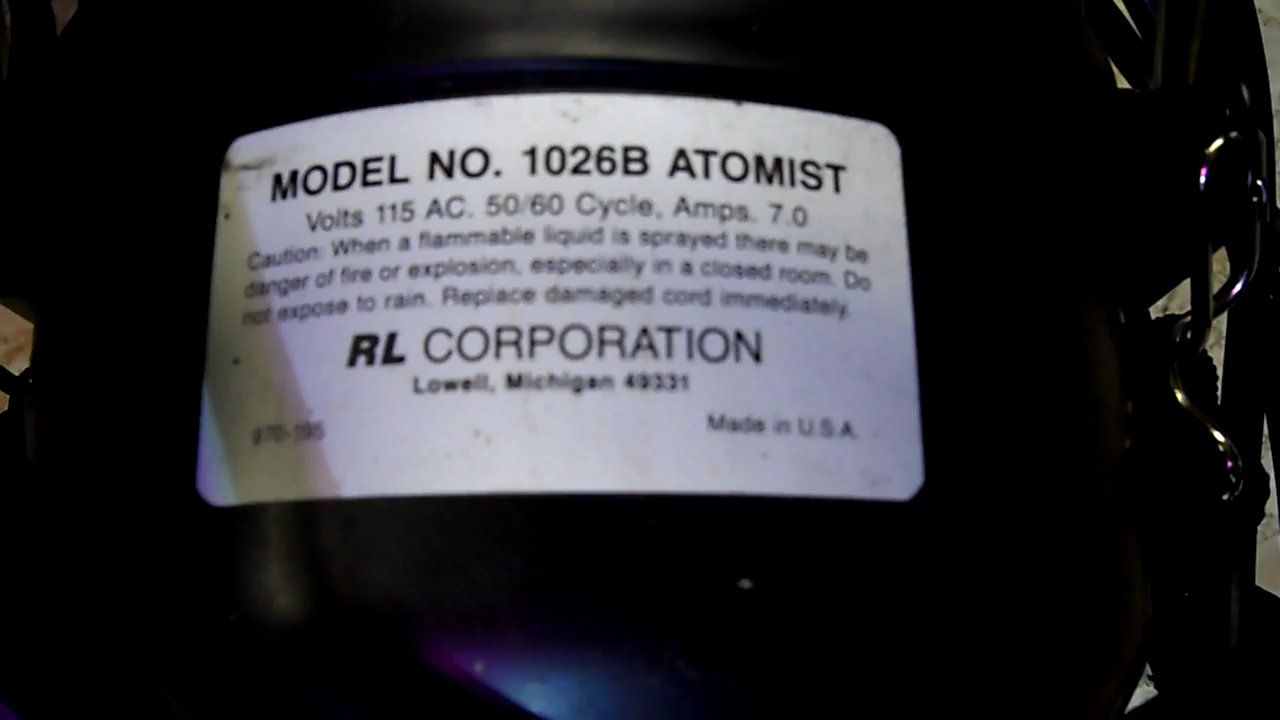 MODEL NO. 1026B ATOMIST
Volts 115 AC. 50/60 Cycle, Amps. 7.0
Caution: When a flammable liquid is sprayed there may be
danger of fire or explosion, especially in a closed room. Do
not expose to rain. Replace damaged cord immediately.
RL CORPORATION
Lowell, Michigan 49331
970-195
Made in U.S.A.